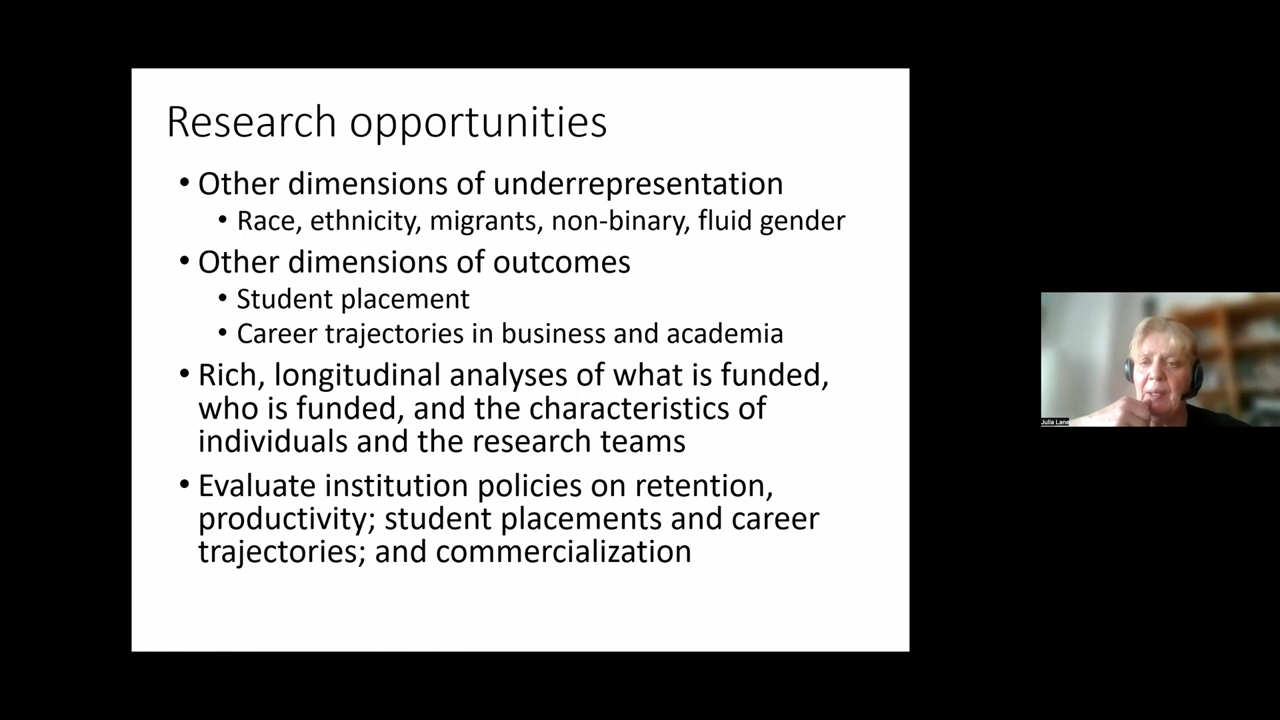 Research opportunities
• Other dimensions of underrepresentation
• Race, ethnicity, migrants, non-binary, fluid gender
• Other dimensions of outcomes
• Student placement
• Career trajectories in business and academia
• Rich, longitudinal analyses of what is funded,
who is funded, and the characteristics of
individuals and the research teams
• Evaluate institution policies on retention,
productivity; student placements and career
trajectories; and commercialization
Julia Lane